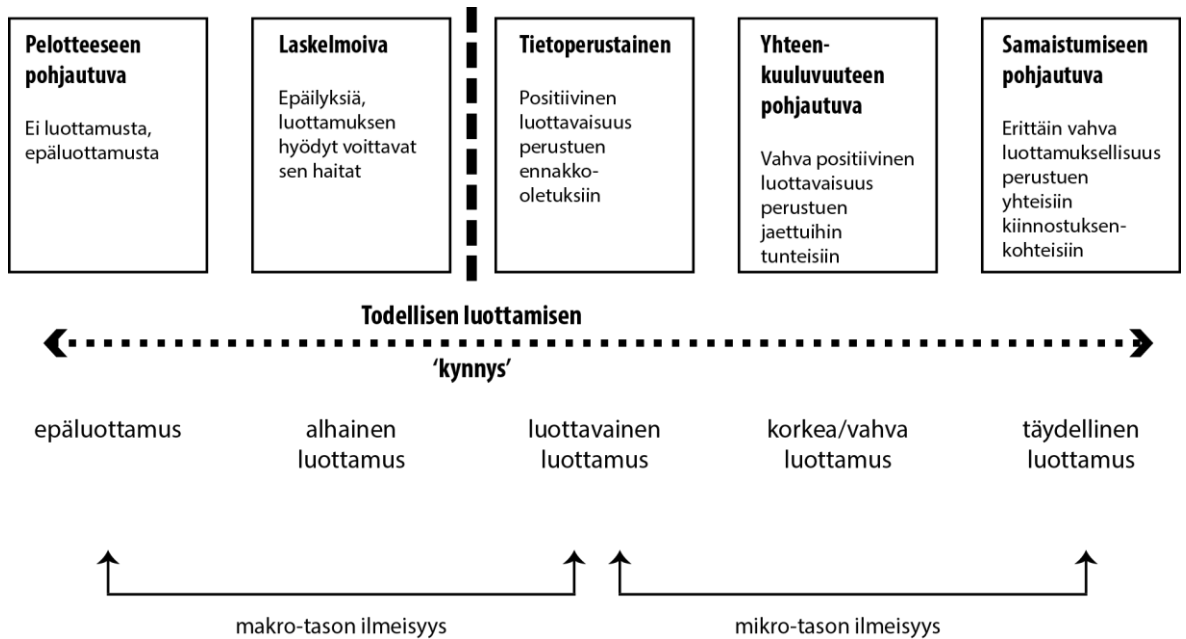 Pelotteeseen
pohjautuva
Ei luottamusta,
epäluottamusta
Laskelmoiva
Epäilyksiä,
luottamuksen
hyödyt voittavat
sen haitat
Tietoperustainen
Positiivinen
luottavaisuus
perustuen
ennakko-
oletuksiin
Yhteen-
kuuluvuuteen
pohjautuva
Vahva positiivinen
luottavaisuus
perustuen
jaettuihin
tunteisiin
Samaistumiseen
pohjautuva
Erittäin vahva
luottamuksellisuus
perustuen
yhteisiin
kiinnostuksen-
kohteisiin
Todellisen luottamisen
‘kynnys’
epäluottamus
alhainen
luottamus
luottavainen
luottamus
korkea/vahva
luottamus
täydellinen
luottamus
makro-tason ilmeisyys
mikro-tason ilmeisyys